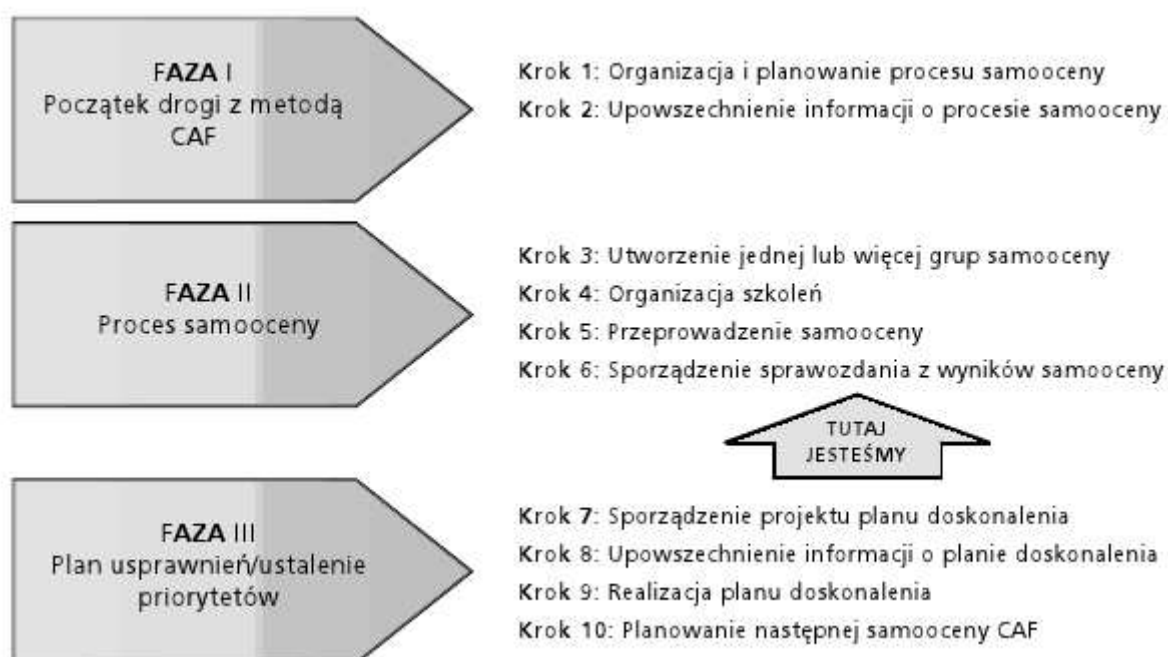 FAZA I
Początek drogi z metodą
CAF
Krok 1: Organizacja i planowanie procesu samooceny
Krok 2: Upowszechnienie informacji o procesie samooceny
FAZA II
Proces samooceny
Krok 3: Utworzenie jednej lub więcej grup samooceny
Krok 4: Organizacja szkoleń
Krok 5: Przeprowadzenie samooceny
Krok 6: Sporządzenie sprawozdania z wyników samooceny
TUTAJ
JESTEŚMY
FAZA III
Plan usprawnień/ustalenie
priorytetów
Krok 7: Sporządzenie projektu planu doskonalenia
Krok 8: Upowszechnienie informacji o planie doskonalenia
Krok 9: Realizacja planu doskonalenia
Krok 10: Planowanie następnej samooceny CAF